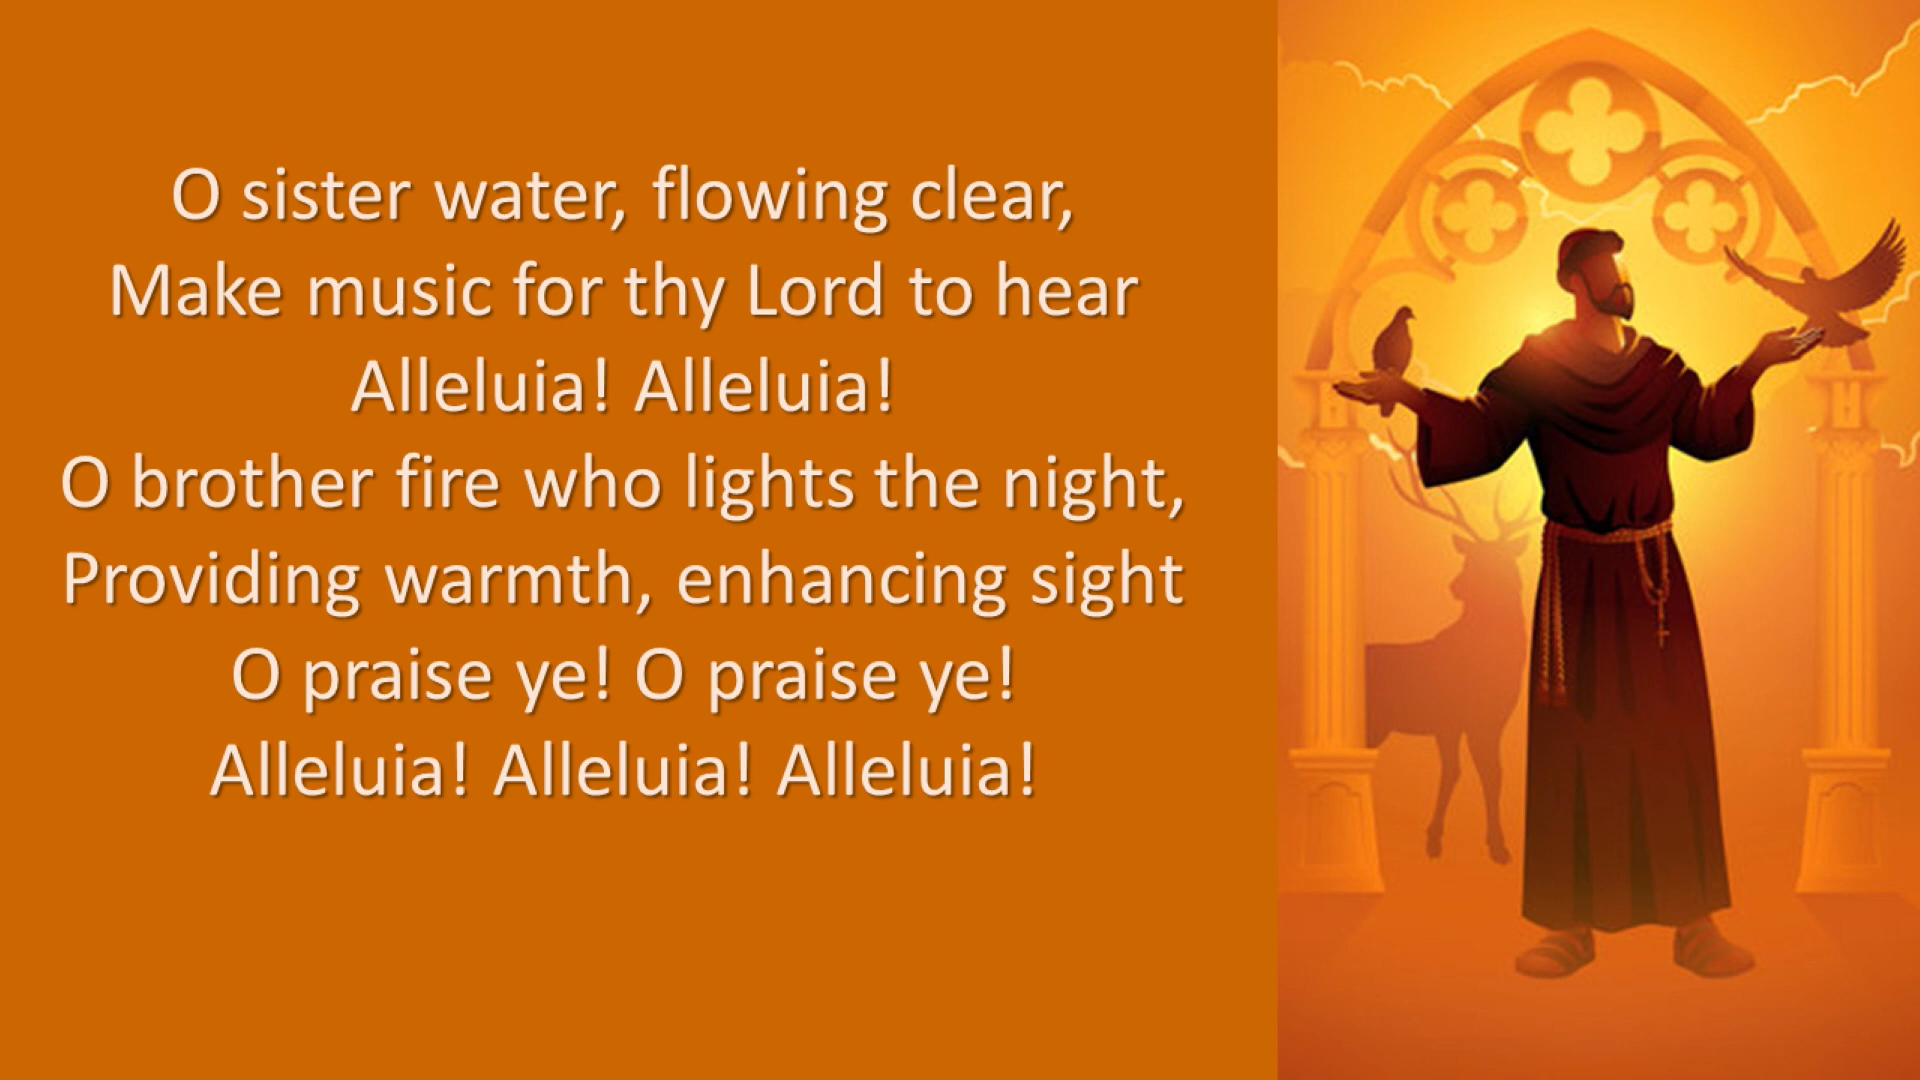 O sister water, flowing clear,
Make music for thy Lord to hear
Alleluia! Alleluia!
O brother fire who lights the night,
Providing warmth, enhancing sight
O praise ye! O praise ye!
Alleluia! Alleluia! Alleluia!